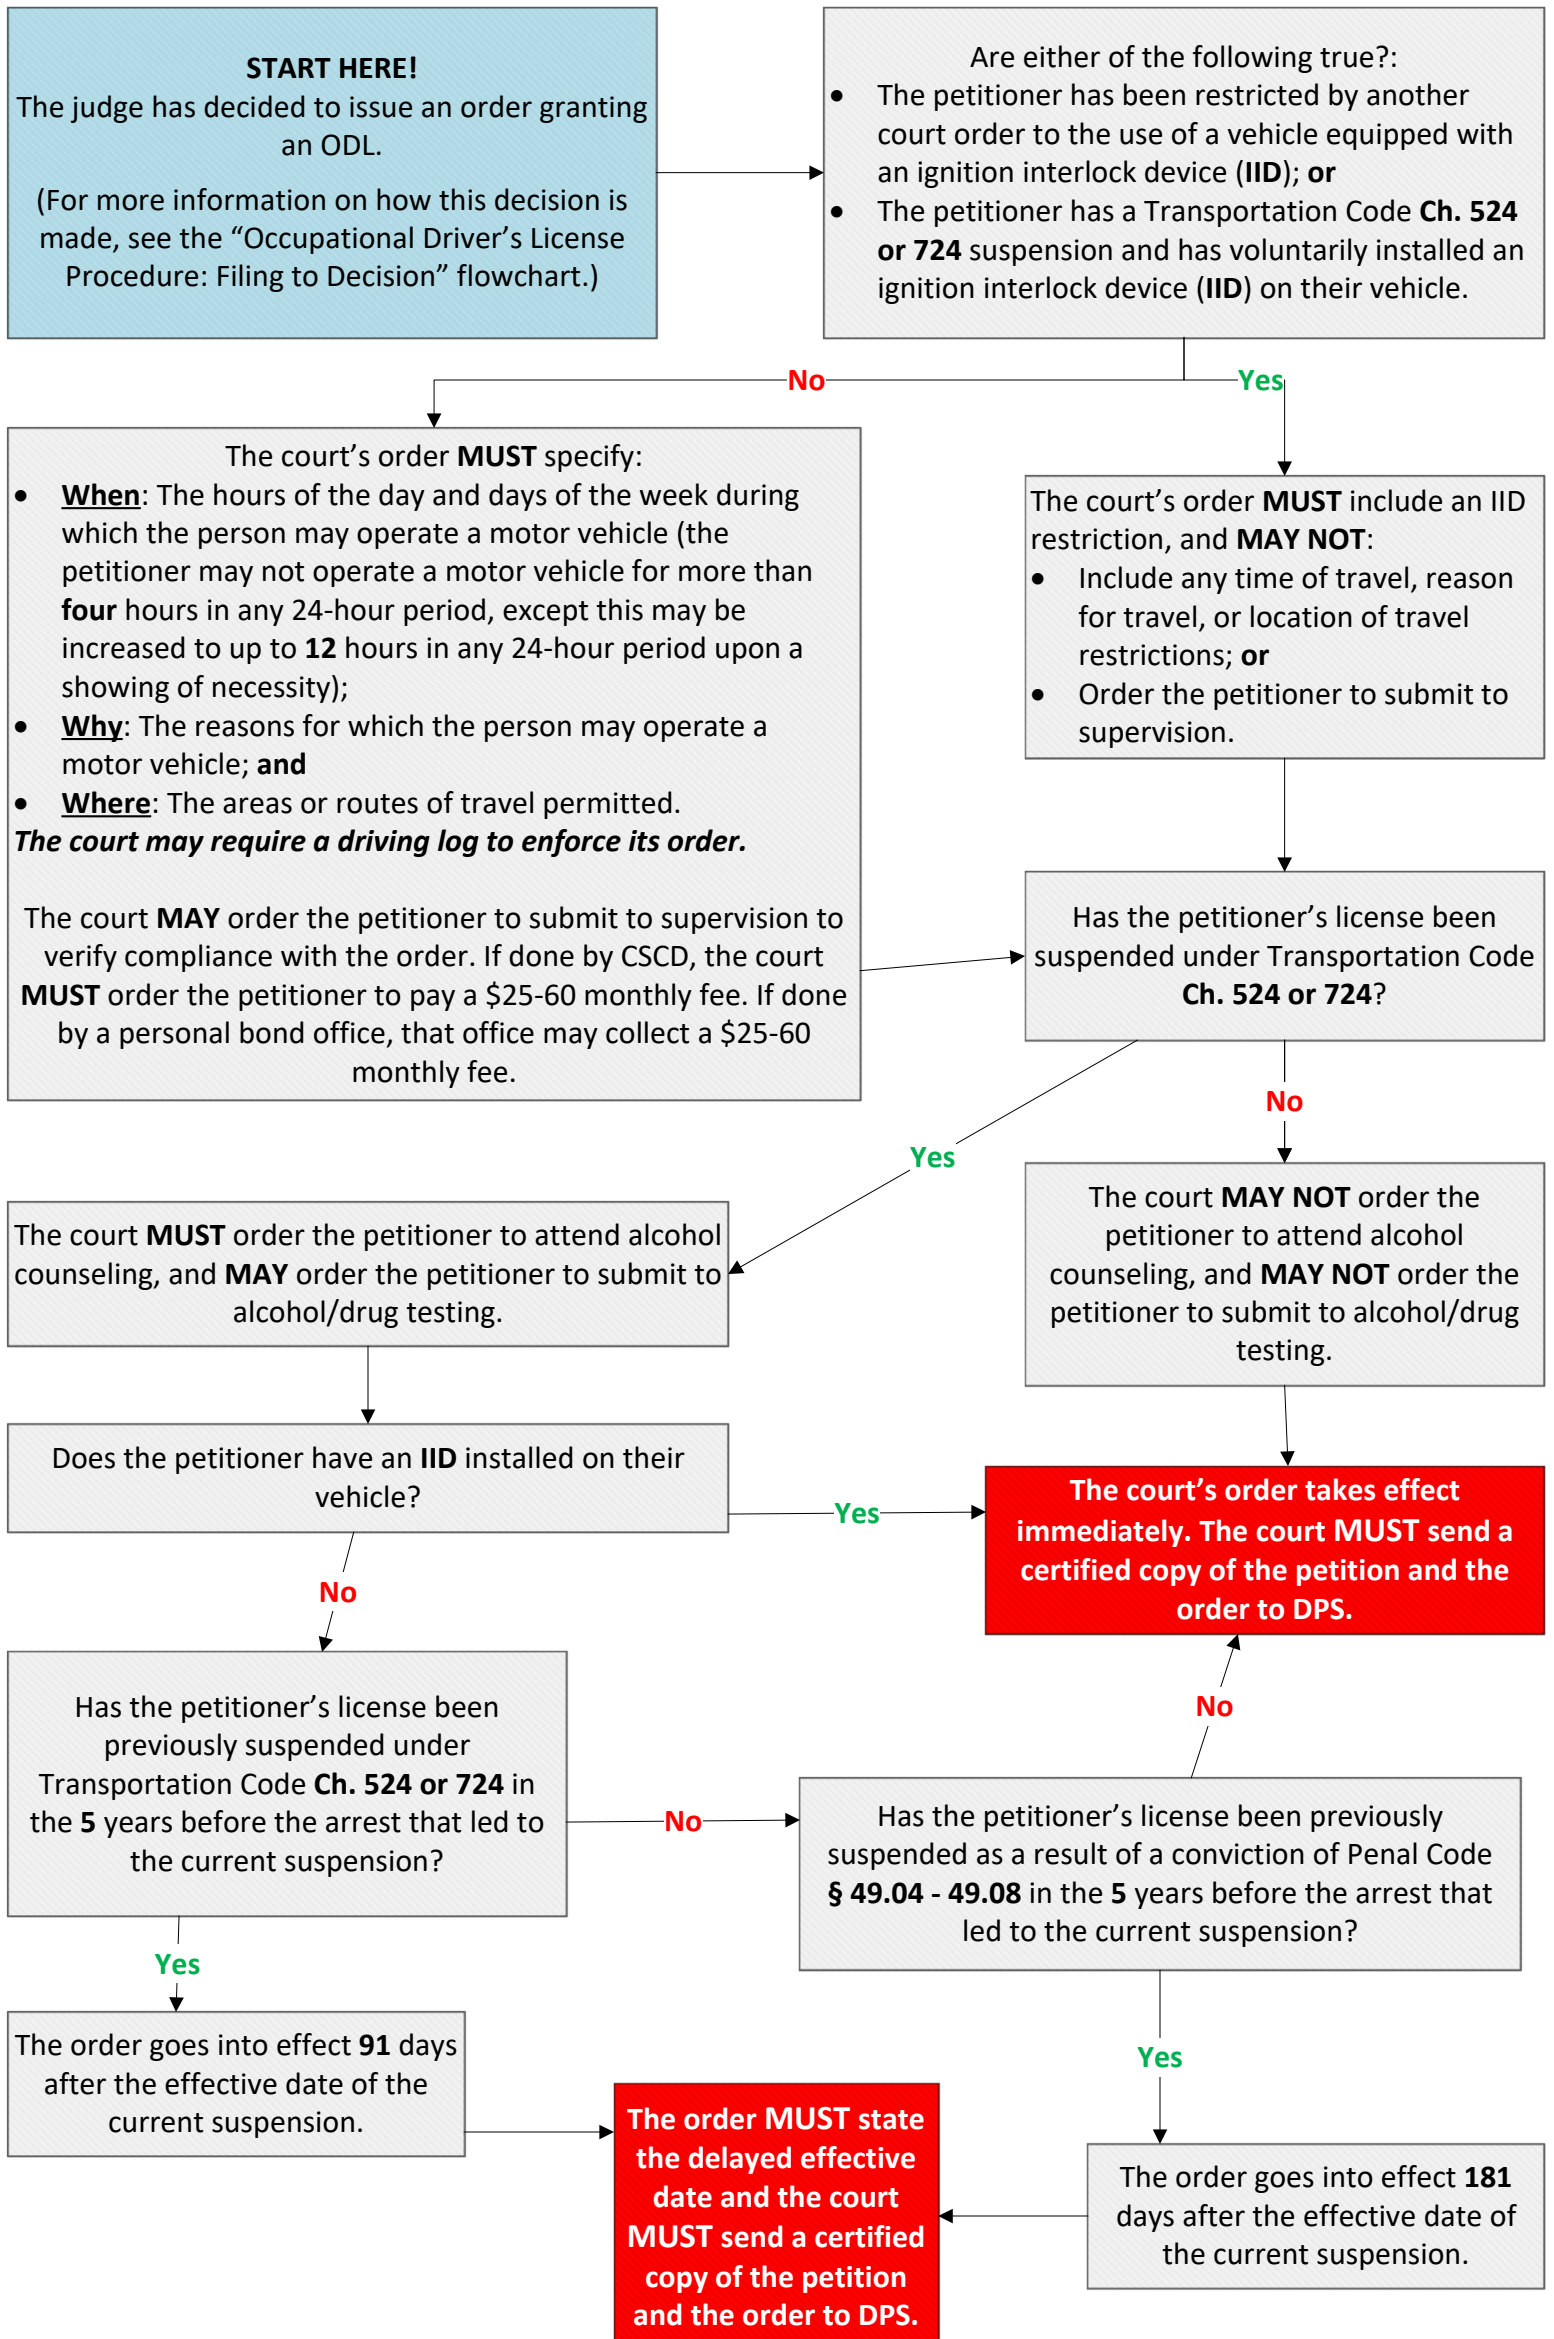 START HERE!
The judge has decided to issue an order granting
an ODL.
(For more information on how this decision is
made, see the “Occupational Driver’s License
Procedure: Filing to Decision” flowchart.)
Are either of the following true?:
• The petitioner has been restricted by another
court order to the use of a vehicle equipped with
an ignition interlock device (IID); or
• The petitioner has a Transportation Code Ch. 524
or 724 suspension and has voluntarily installed an
ignition interlock device (IID) on their vehicle.
No
Yes
The court’s order MUST specify:
• When: The hours of the day and days of the week during
which the person may operate a motor vehicle (the
petitioner may not operate a motor vehicle for more than
four hours in any 24-hour period, except this may be
increased to up to 12 hours in any 24-hour period upon a
showing of necessity);
• Why: The reasons for which the person may operate a
motor vehicle; and
• Where: The areas or routes of travel permitted.
The court may require a driving log to enforce its order.
The court MAY order the petitioner to submit to supervision to
verify compliance with the order. If done by CSCD, the court
MUST order the petitioner to pay a $25-60 monthly fee. If done
by a personal bond office, that office may collect a $25-60
monthly fee.
The court’s order MUST include an IID
restriction, and MAY NOT:
• Include any time of travel, reason
for travel, or location of travel
restrictions; or
• Order the petitioner to submit to
supervision.
Has the petitioner’s license been
suspended under Transportation Code
Ch. 524 or 724?
Yes
No
The court MUST order the petitioner to attend alcohol
counseling, and MAY order the petitioner to submit to
alcohol/drug testing.
The court MAY NOT order the
petitioner to attend alcohol
counseling, and MAY NOT order the
petitioner to submit to alcohol/drug
testing.
Does the petitioner have an IID installed on their
vehicle?
Yes
No
The court’s order takes effect
immediately. The court MUST send a
certified copy of the petition and the
order to DPS.
Has the petitioner’s license been
previously suspended under
Transportation Code Ch. 524 or 724 in
the 5 years before the arrest that led to
the current suspension?
No
No
Has the petitioner’s license been previously
suspended as a result of a conviction of Penal Code
§ 49.04 - 49.08 in the 5 years before the arrest that
led to the current suspension?
Yes
Yes
The order goes into effect 91 days
after the effective date of the
current suspension.
The order MUST state
the delayed effective
date and the court
MUST send a certified
copy of the petition
and the order to DPS.
The order goes into effect 181
days after the effective date of
the current suspension.